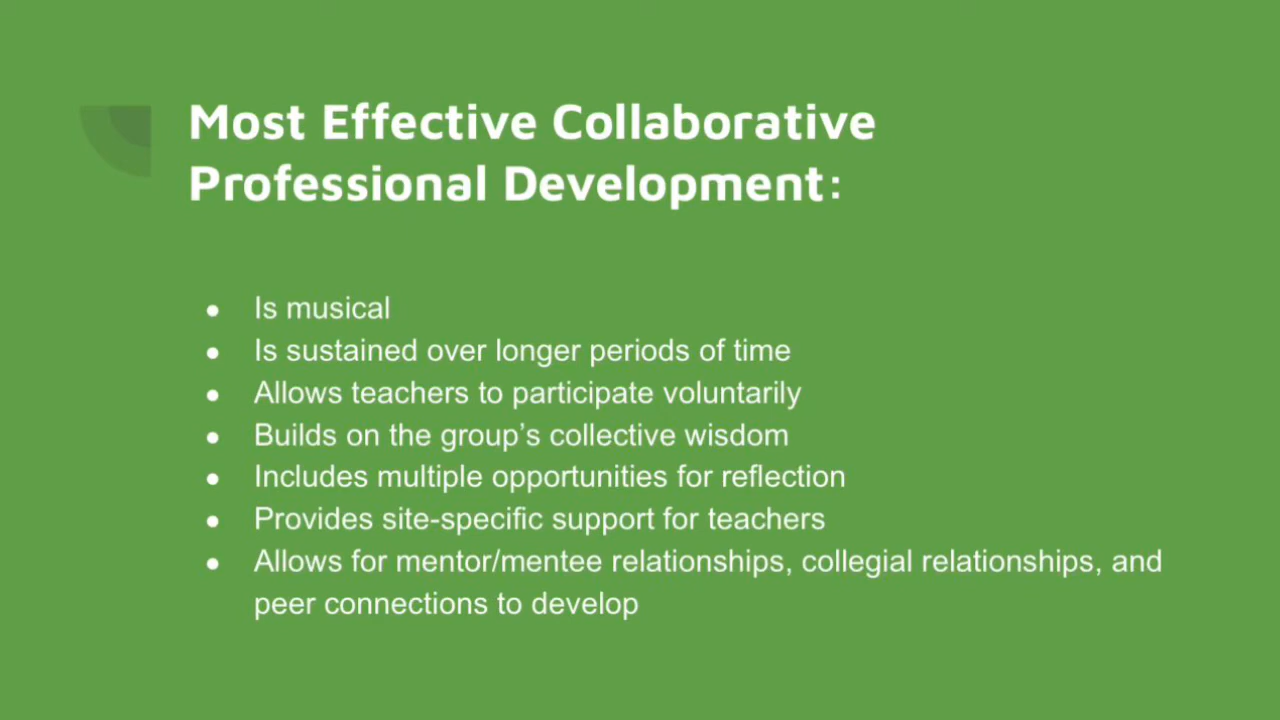 Most Effective Collaborative
Professional Development:
● Is musical
● Is sustained over longer periods of time
● Allows teachers to participate voluntarily
● Builds on the group’s collective wisdom
● Includes multiple opportunities for reflection
● Provides site-specific support for teachers
● Allows for mentor/mentee relationships, collegial relationships, and
peer connections to develop